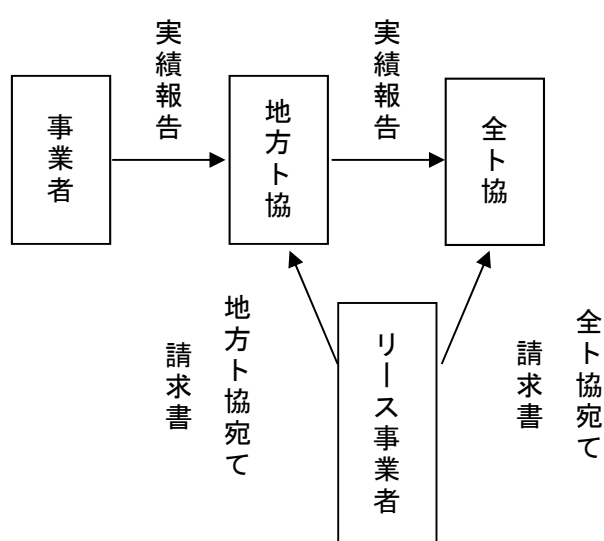 実績報告
実績報告
事業者
地方ト協
全ト協
地方ト協宛て
請求書
全ト協宛て
請求書
リース事業者